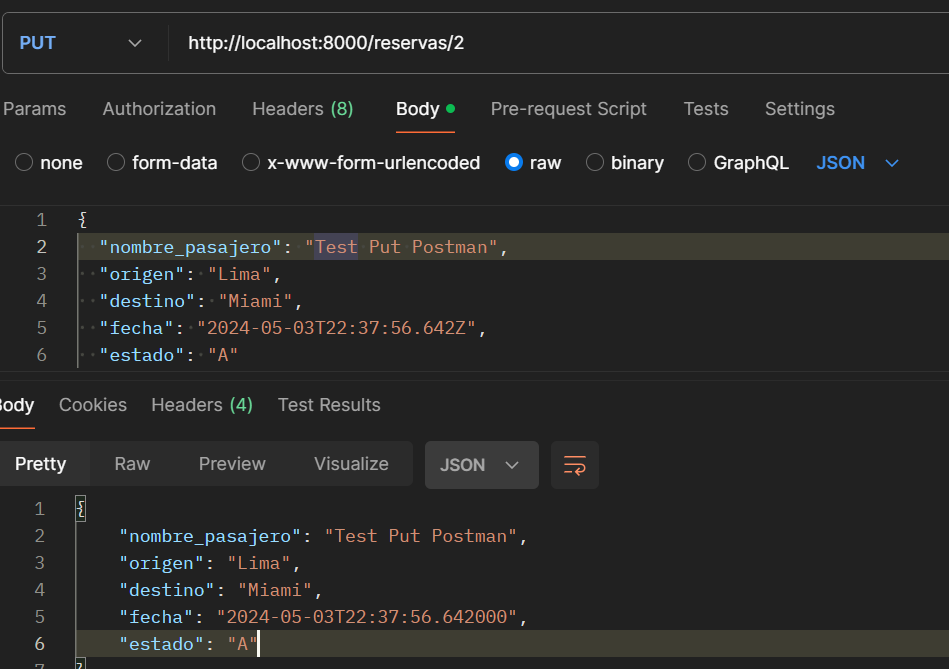 PUT http://localhost:8000/reservas/2
Params Authorization Headers (8) Body Pre-request Script Tests Settings
none form-data x-www-form-urlencoded raw binary GraphQL JSON
1 {
2 "nombre_pasajero": "Test Put Postman",
3 "origen": "Lima",
4 "destino": "Miami",
5 "fecha": "2024-05-03T22:37:56.642Z",
6 "estado": "A"
Body Cookies Headers (4) Test Results
Pretty Raw Preview Visualize JSON
1 {
2 "nombre_pasajero": "Test Put Postman",
3 "origen": "Lima",
4 "destino": "Miami",
5 "fecha": "2024-05-03T22:37:56.642000",
6 "estado": "A"
7 }